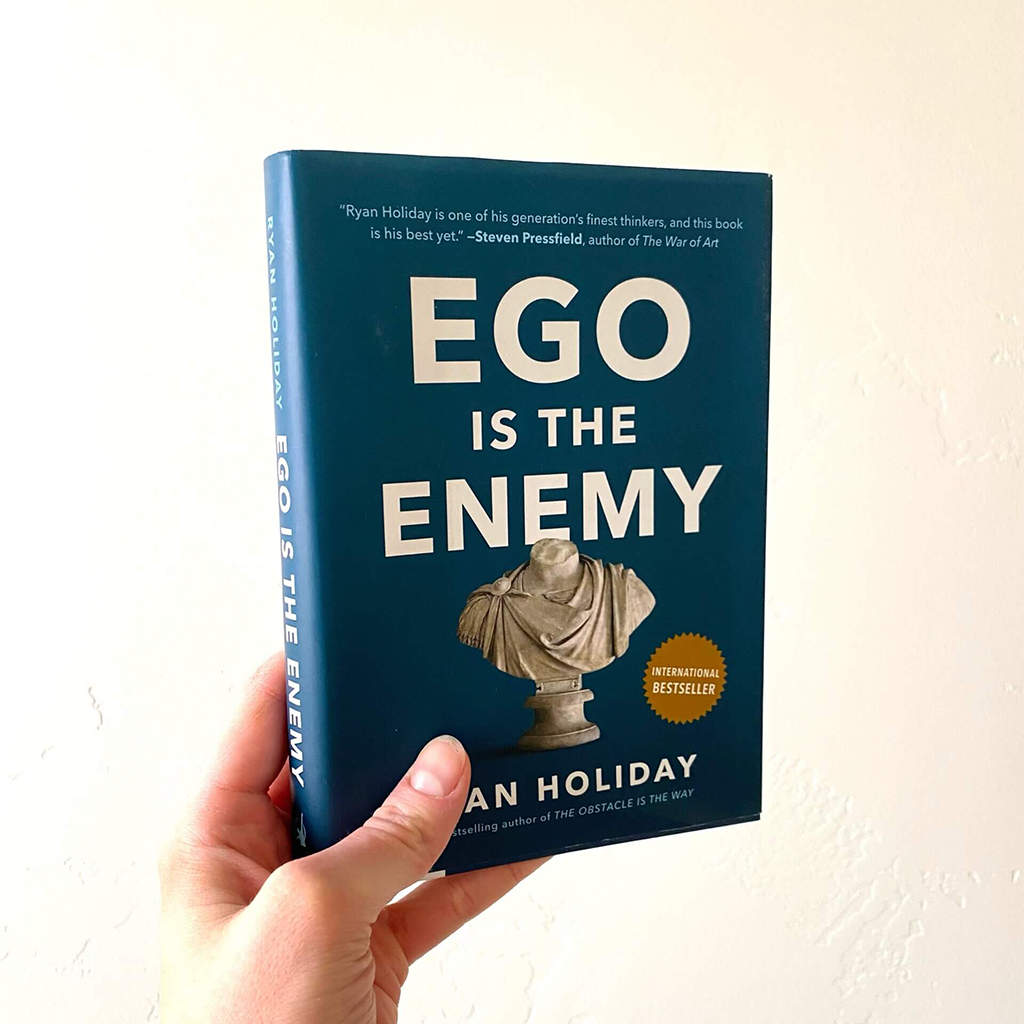 “Ryan Holiday is one of his generation’s finest thinkers, and this book
is his best yet.” —Steven Pressfield, author of The War of Art
EGO
IS THE
ENEMY
INTERNATIONAL
BESTSELLER
AN HOLIDAY
author of THE OBSTACLE IS THE WAY
RYAN HOLIDAY EGO IS THE ENEMY